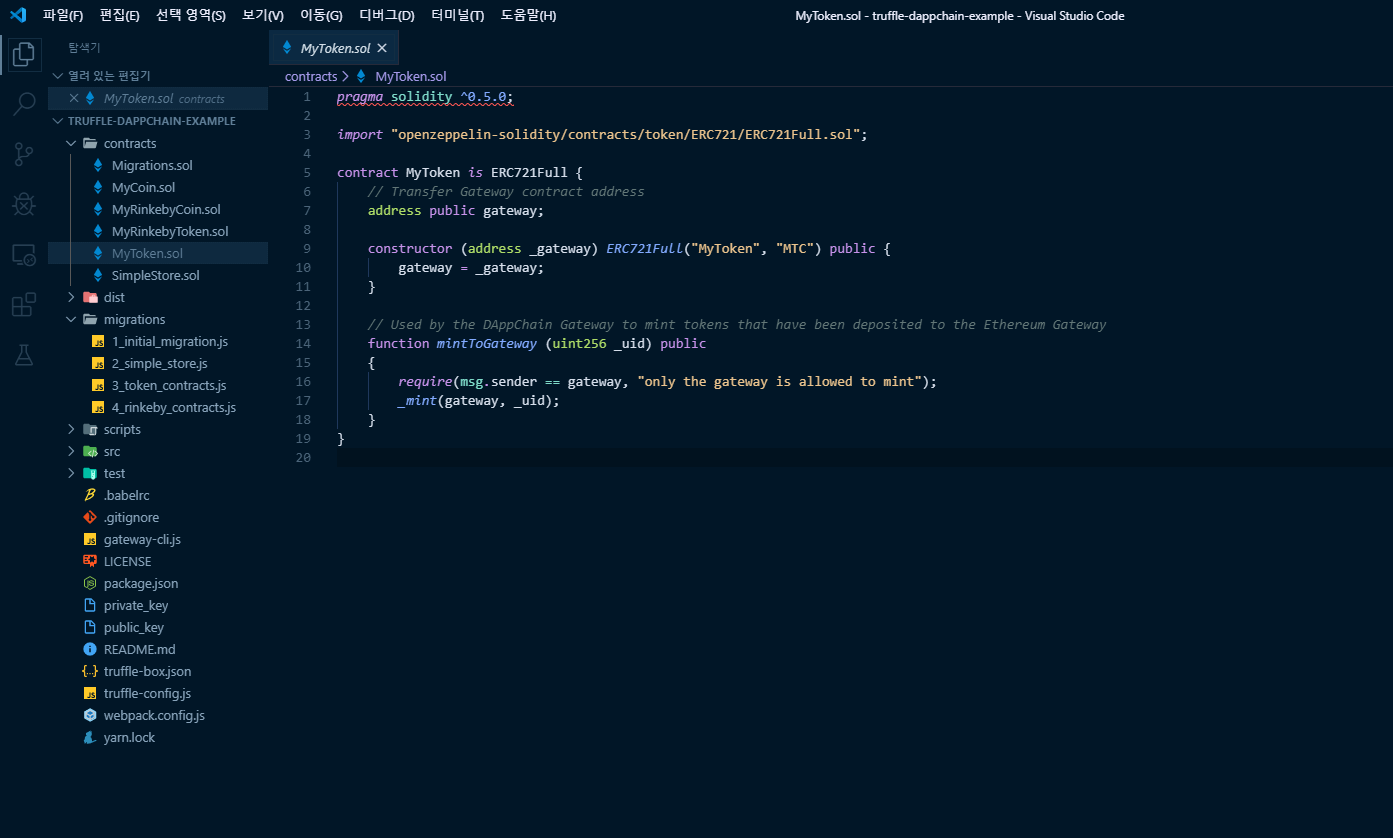 파일(F) 편집(E) 선택 영역(S) 보기(V) 이동(G) 디버그(D) 터미널(T) 도움말(H) MyToken.sol - truffle-dappchain-example - Visual Studio Code
탐색기
열려 있는 편집기
MyToken.sol contracts
TRUFFLE-DAPPCHAIN-EXAMPLE
contracts
Migrations.sol
MyCoin.sol
MyRinkebyCoin.sol
MyRinkebyToken.sol
MyToken.sol
SimpleStore.sol
dist
migrations
JS 1_initial_migration.js
JS 2_simple_store.js
JS 3_token_contracts.js
JS 4_rinkeby_contracts.js
scripts
src
test
.babelrc
.gitignore
JS gateway-cli.js
LICENSE
package.json
private_key
public_key
README.md
truffle-box.json
JS truffle-config.js
webpack.config.js
yarn.lock
MyToken.sol
contracts MyToken.sol
1 pragma solidity ^0.5.0;
2
3 import "openzeppelin-solidity/contracts/token/ERC721/ERC721Full.sol";
4
5 contract MyToken is ERC721Full {
6 // Transfer Gateway contract address
7 address public gateway;
8
9 constructor (address _gateway) ERC721Full("MyToken", "MTC") public {
10 gateway = _gateway;
11 }
12
13 // Used by the DAppChain Gateway to mint tokens that have been deposited to the Ethereum Gateway
14 function mintToGateway (uint256 _uid) public
15 {
16 require(msg.sender == gateway, "only the gateway is allowed to mint");
17 _mint(gateway, _uid);
18 }
19 }
20